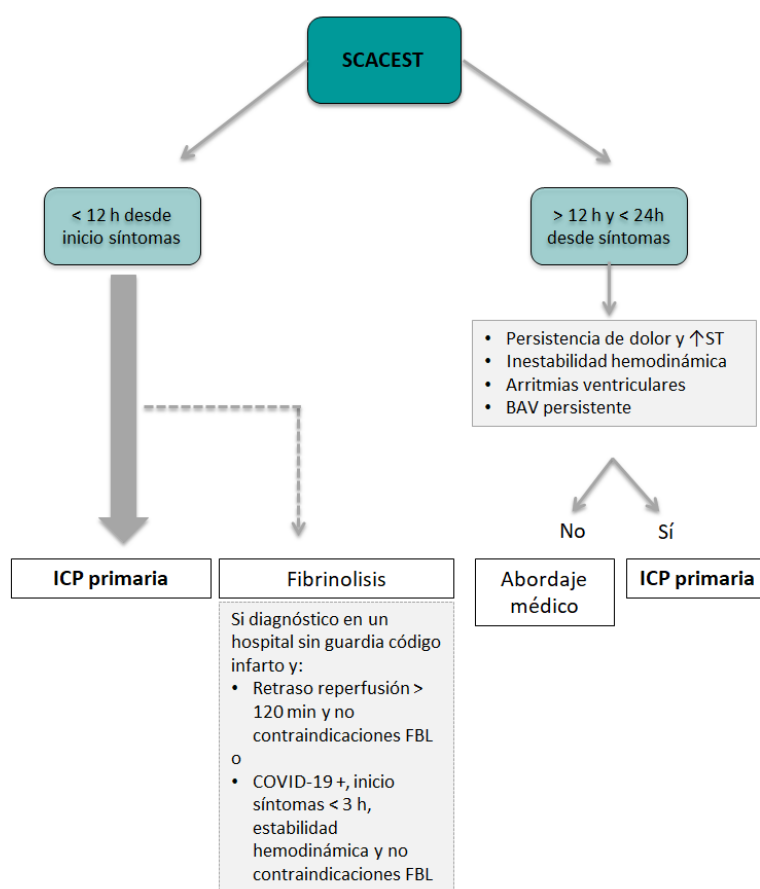 SCACEST
< 12 h desde
inicio síntomas
> 12 h y < 24h
desde síntomas
• Persistencia de dolor y ↑ST
• Inestabilidad hemodinámica
• Arritmias ventriculares
• BAV persistente
No
Sí
ICP primaria
Fibrinolisis
Abordaje
médico
ICP primaria
Si diagnóstico en un
hospital sin guardia código
infarto y:
• Retraso reperfusión >
120 min y no
contraindicaciones FBL
o
• COVID-19 +, inicio
síntomas < 3 h,
estabilidad
hemodinámica y no
contraindicaciones FBL